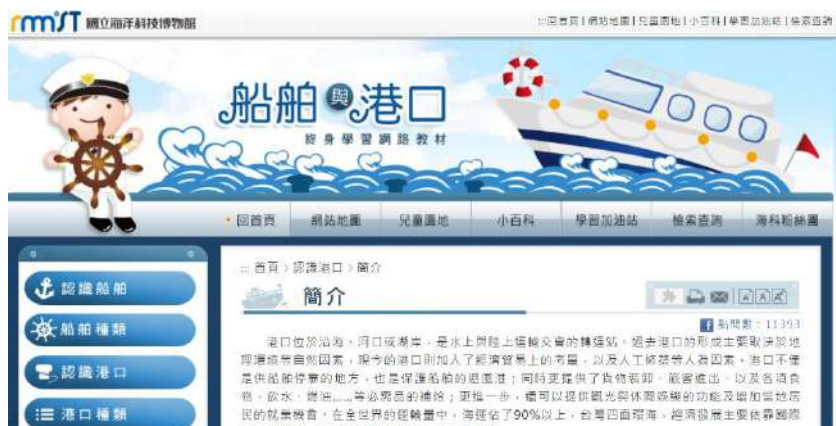 nmmst 國立海洋科技博物館
:::回首頁|網站地圖|兒童園地|小百科|學習加油站|檢索查詢
船舶與港口
終身學習網路教材
回首頁 網站地圖 兒童園地 小百科 學習加油站 檢索查詢 海科粉絲團
::: 首頁 > 認識港口 > 簡介
認識船舶
簡介
船舶種類
點閱數：11393
認識港口
港口種類
港口位於沿海、河口或湖岸，是水上與陸上運輸交會的轉運站。過去港口的形成主要取決於地
理環境等自然因素，現今的港口則加入了經濟貿易上的考量，以及人工修築等人為因素。港口不僅
是供船舶停靠的地方，也是保護船舶的避風港；同時更提供了貨物裝卸、旅客進出、以及各項食
物、飲水、燃油……等必需品的補給；更進一步，還可以提供觀光與休閒娛樂的功能及增加當地居
民的就業機會。在全世界的運輸量中，海運佔了90%以上，台灣四面環海，經濟發展主要依靠國際